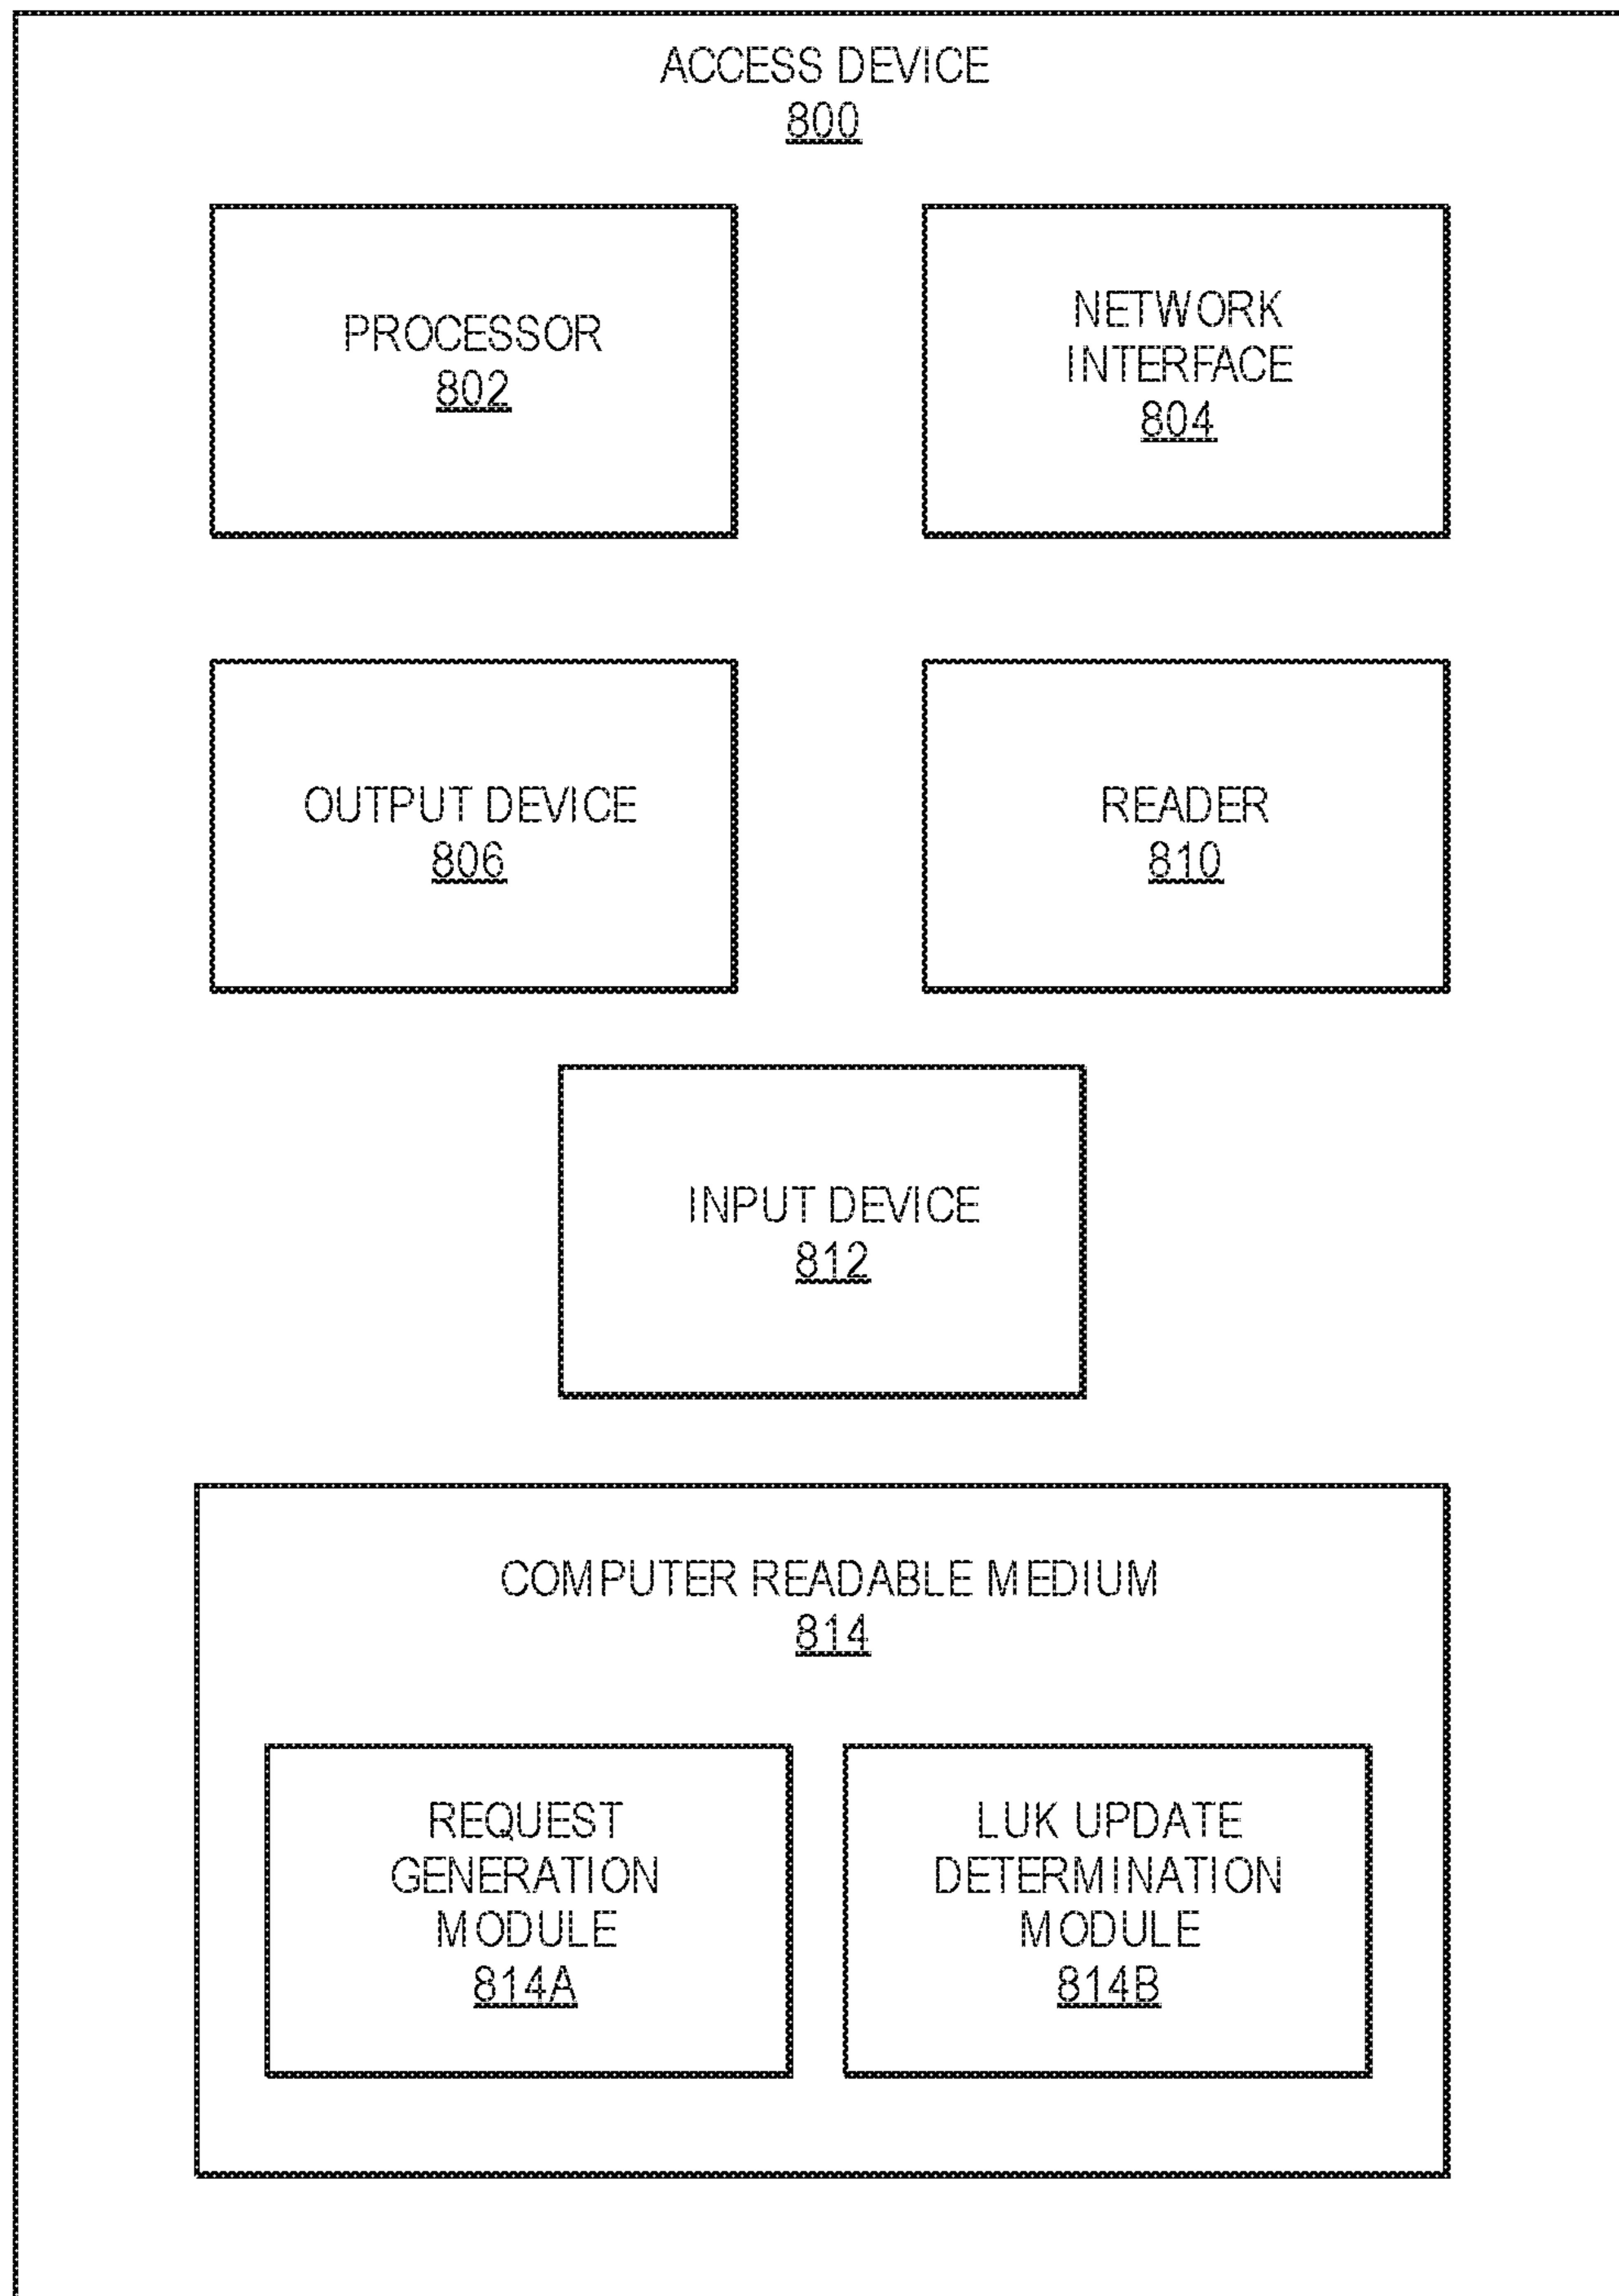 ACCESS DEVICE
800
PROCESSOR
802
NETWORK
INTERFACE
804
OUTPUT DEVICE
806
READER
810
INPUT DEVICE
812
COMPUTER READABLE MEDIUM
814
REQUEST
GENERATION
MODULE
814A
LUK UPDATE
DETERMINATION
MODULE
814B